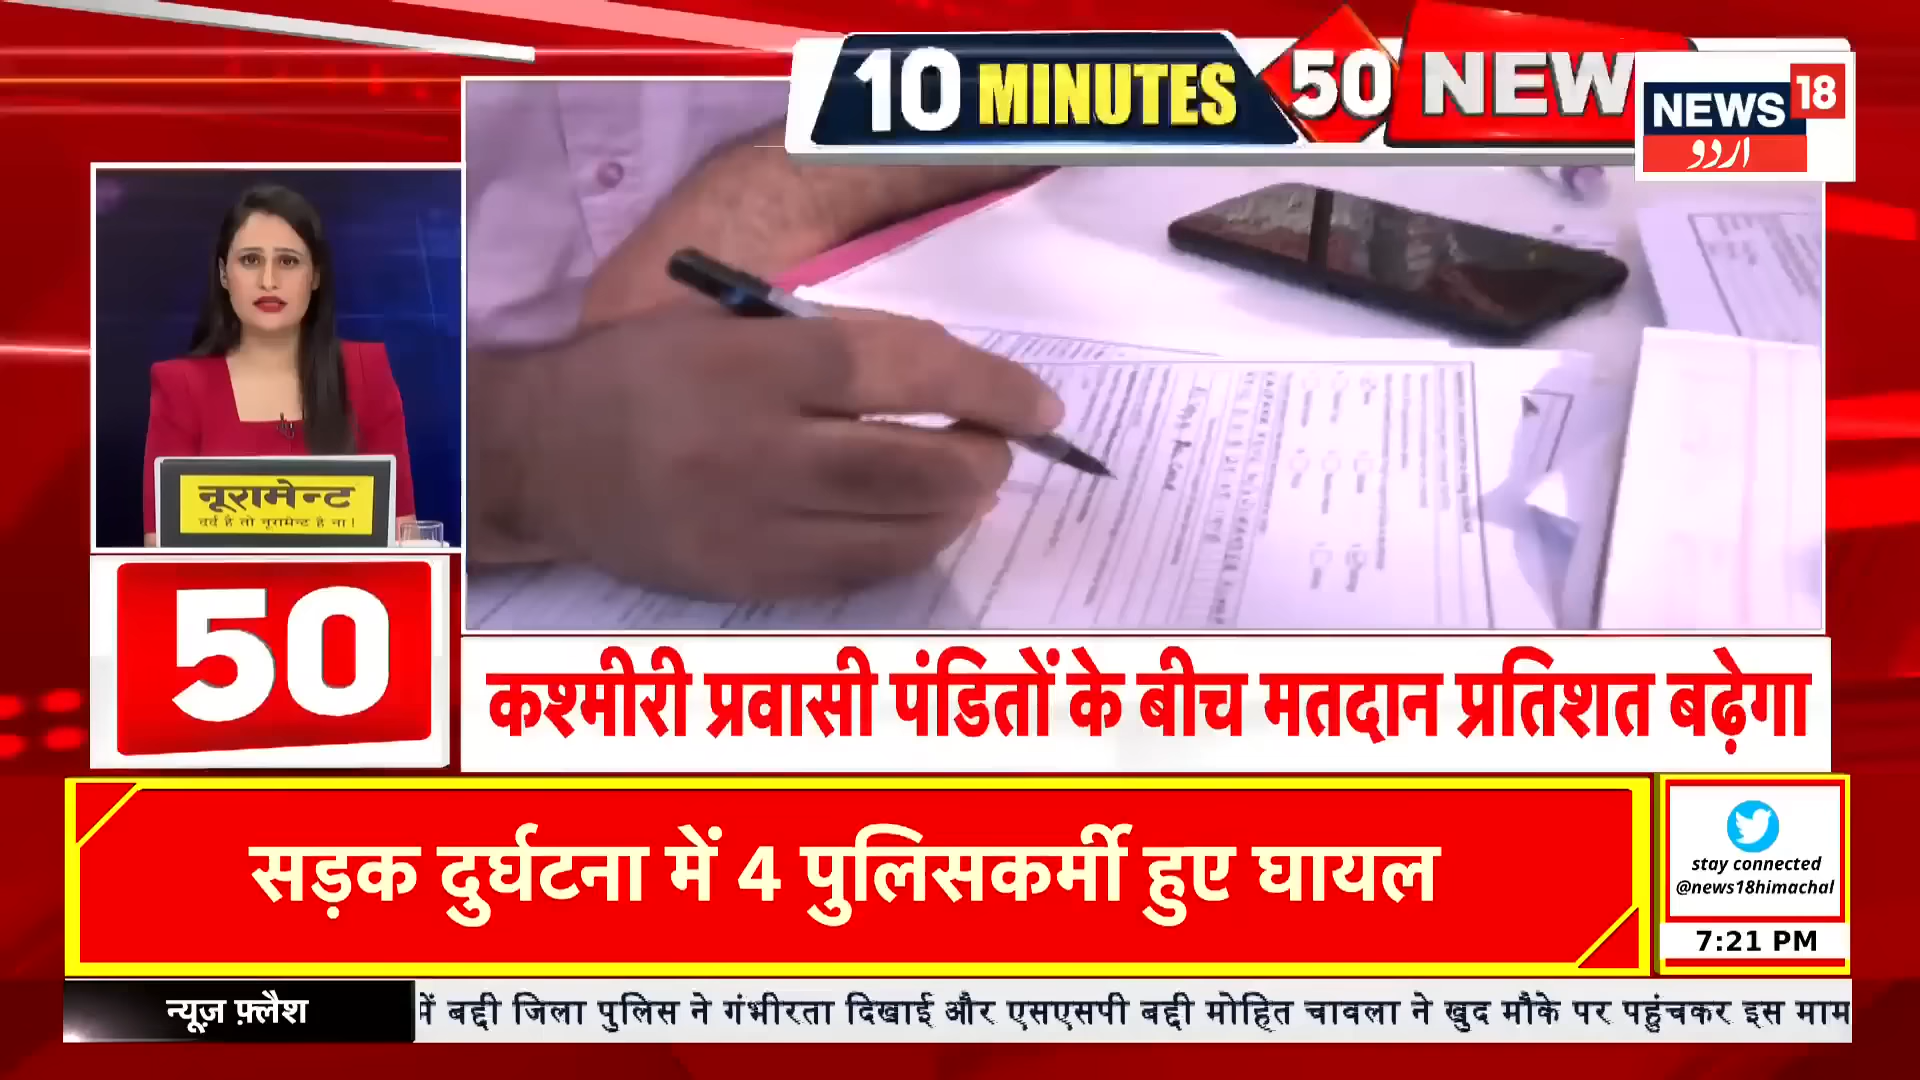 10 MINUTES 50 NEW
NEWS 18
اردو
नूरामेन्ट
दर्द है तो नूरामेन्ट है ना!
50
कश्मीरी प्रवासी पंडितों के बीच मतदान प्रतिशत बढ़ेगा
सड़क दुर्घटना में 4 पुलिसकर्मी हुए घायल
stay connected
@news18himachal
7:21 PM
न्यूज़ फ़्लैश
में बद्दी जिला पुलिस ने गंभीरता दिखाई और एसएसपी बद्दी मोहित चावला ने खुद मौके पर पहुंचकर इस माम